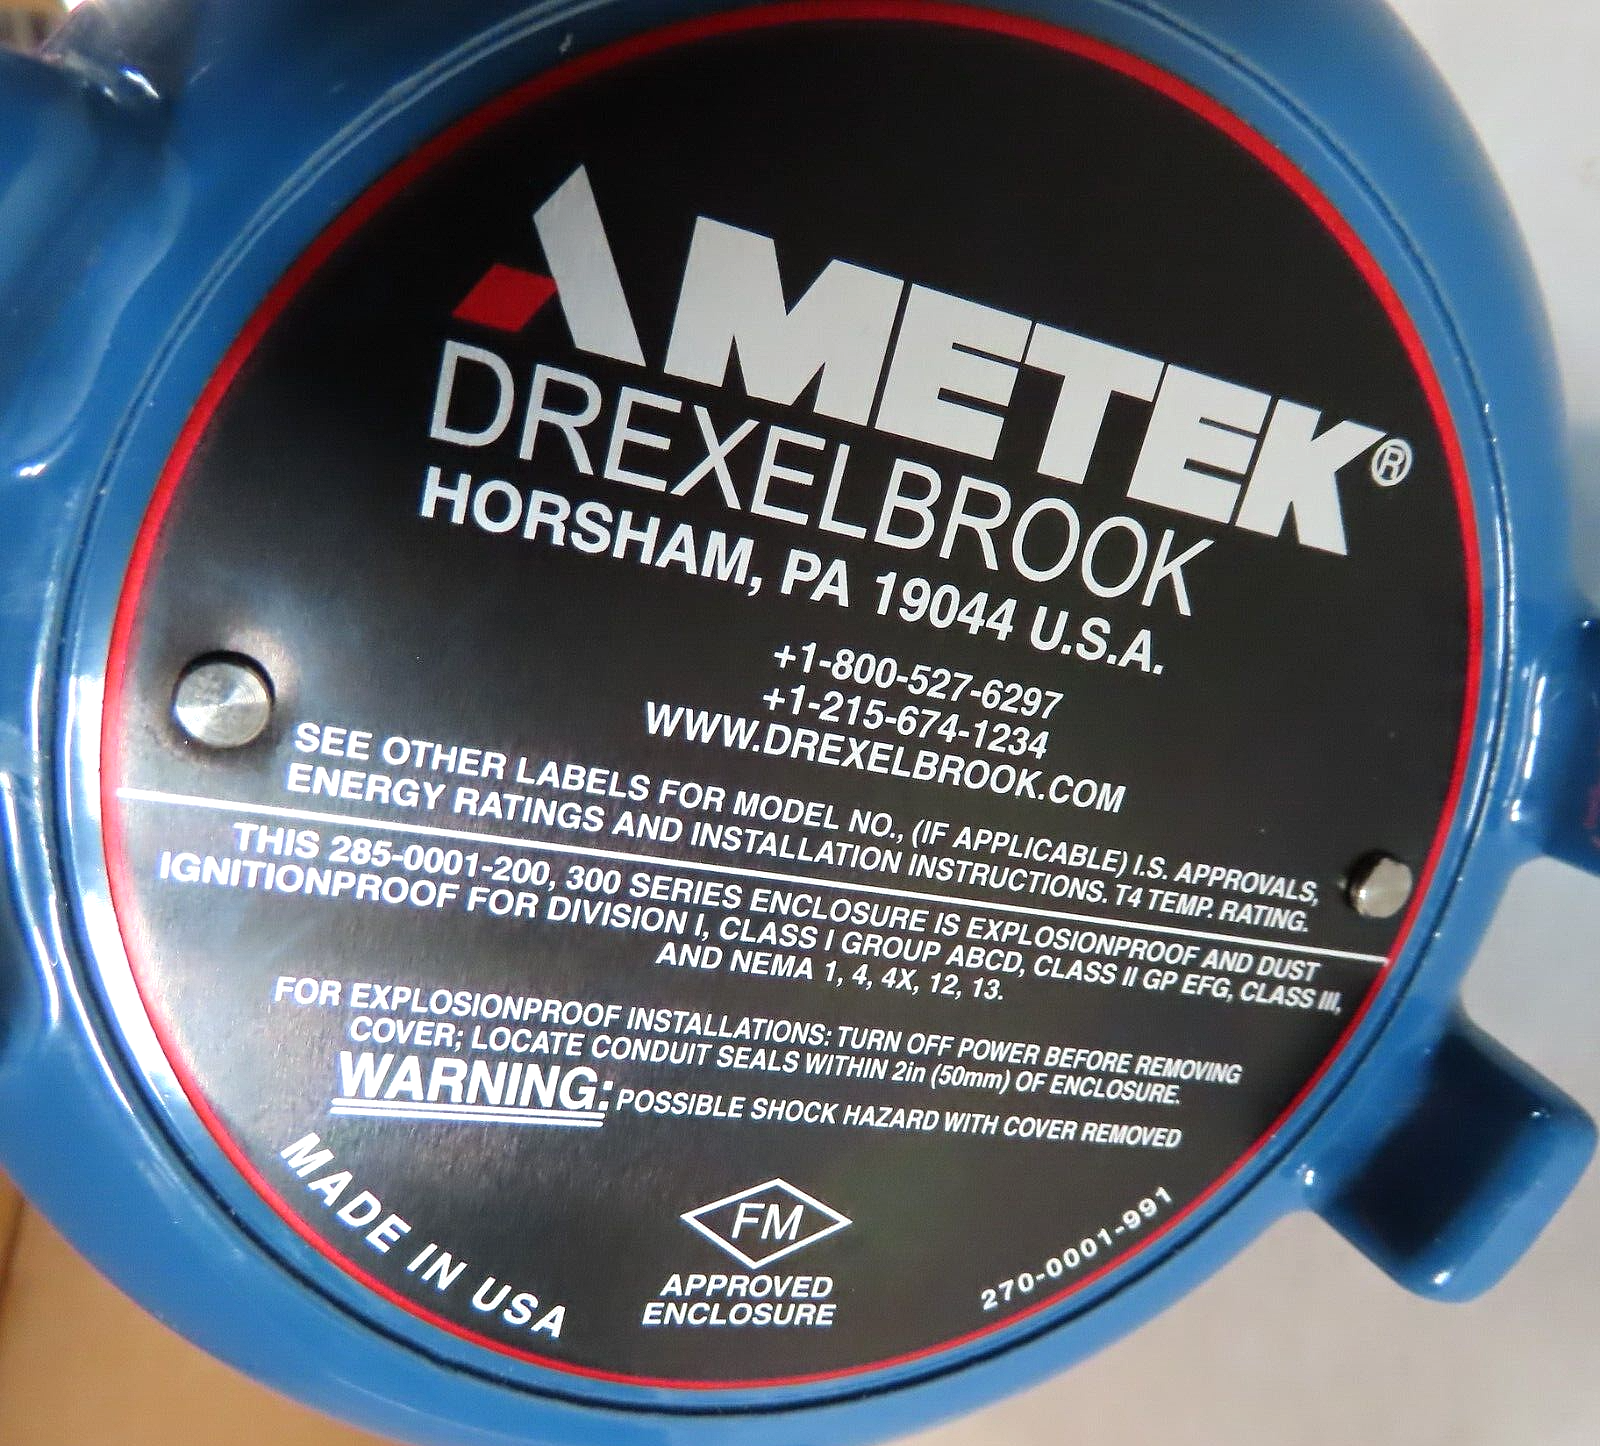 AMETEK®
DREXELBROOK
HORSHAM, PA 19044 U.S.A.
+1-800-527-6297
+1-215-674-1234
WWW.DREXELBROOK.COM
SEE OTHER LABELS FOR MODEL NO., (IF APPLICABLE) I.S. APPROVALS,
ENERGY RATINGS AND INSTALLATION INSTRUCTIONS. T4 TEMP. RATING.
THIS 285-0001-200, 300 SERIES ENCLOSURE IS EXPLOSIONPROOF AND DUST
IGNITIONPROOF FOR DIVISION I, CLASS I GROUP ABCD, CLASS II GP EFG, CLASS III,
AND NEMA 1, 4, 4X, 12, 13.
FOR EXPLOSIONPROOF INSTALLATIONS: TURN OFF POWER BEFORE REMOVING
COVER; LOCATE CONDUIT SEALS WITHIN 2in (50mm) OF ENCLOSURE.
WARNING: POSSIBLE SHOCK HAZARD WITH COVER REMOVED
MADE IN USA
FM
APPROVED
ENCLOSURE
270-0001-991